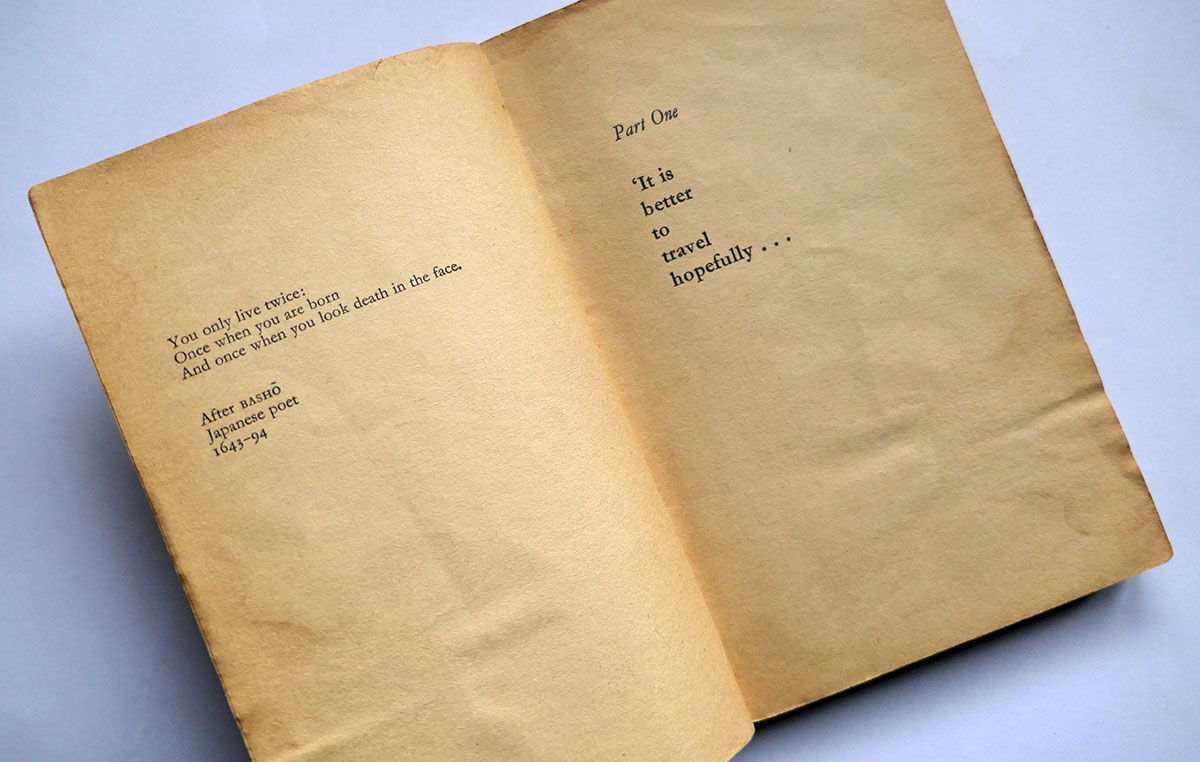 You only live twice:
Once when you are born
And once when you look death in the face.
After BASHŌ
Japanese poet
1643–94
Part One
‘It is
better
to
travel
hopefully . . .